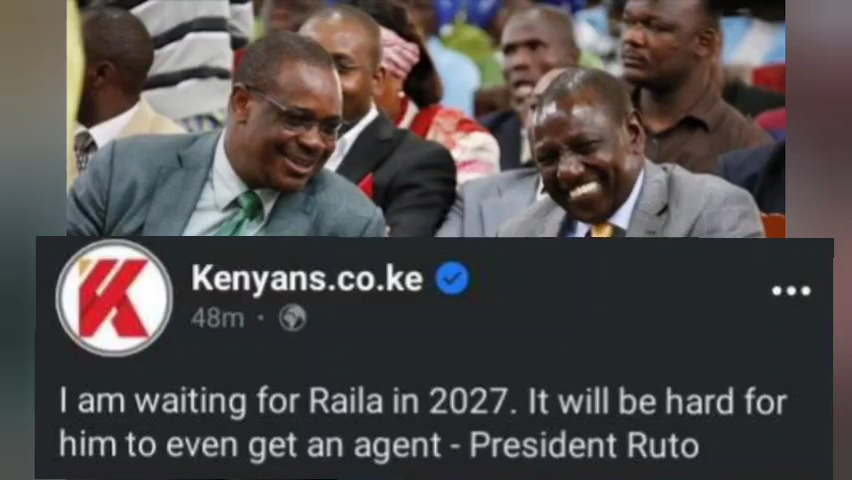 Kenyans.co.ke
48m
I am waiting for Raila in 2027. It will be hard for
him to even get an agent - President Ruto